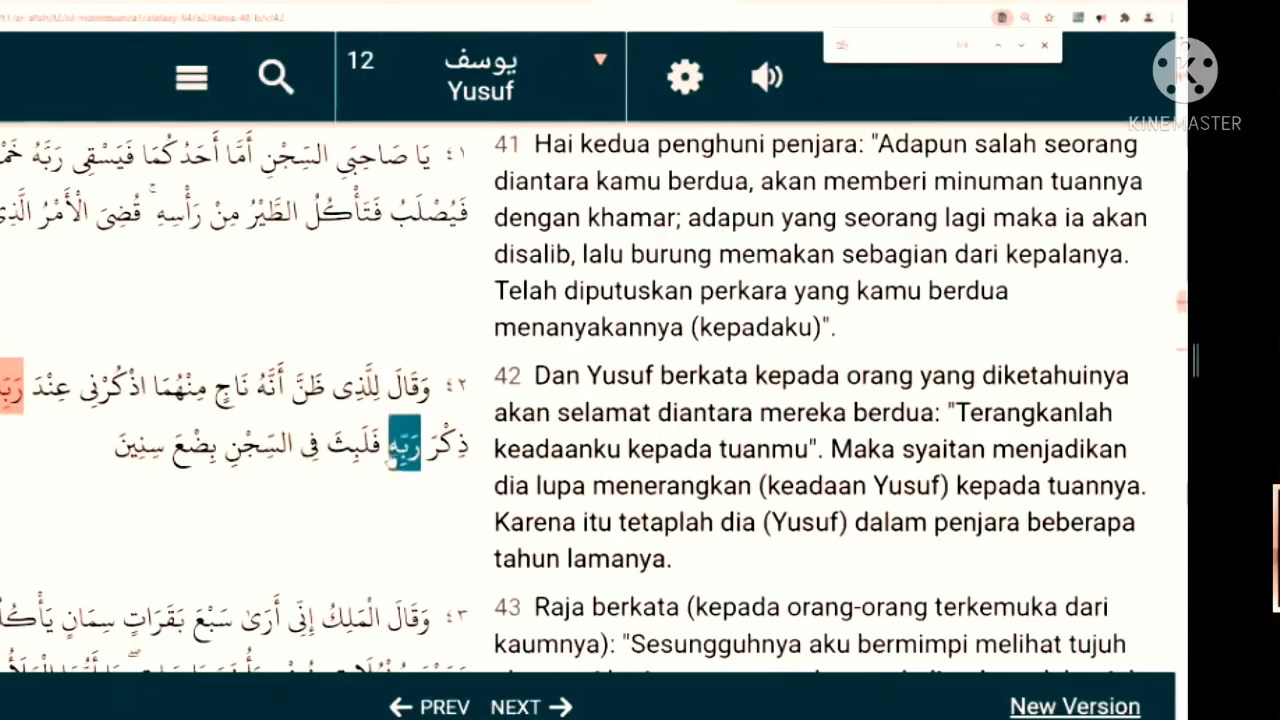 12
يوسف
Yusuf
KINEMASTER
٤١ يَا صَاحِبَىِ السِّجْنِ أَمَّا أَحَدُكُمَا فَيَسْقِى رَبَّهُ
فَيُصْلَبُ فَتَأْكُلُ الطَّيْرُ مِنْ رَأْسِهِ ۚ قُضِىَ الْأَمْرُ
41 Hai kedua penghuni penjara: "Adapun salah seorang
diantara kamu berdua, akan memberi minuman tuannya
dengan khamar; adapun yang seorang lagi maka ia akan
disalib, lalu burung memakan sebagian dari kepalanya.
Telah diputuskan perkara yang kamu berdua
menanyakannya (kepadaku)".
٤٢ وَقَالَ لِلَّذِى ظَنَّ أَنَّهُ نَاجٍ مِنْهُمَا اذْكُرْنِى عِنْدَ
ذِكْرَ رَبِّهِ فَلَبِثَ فِى السِّجْنِ بِضْعَ سِنِينَ
42 Dan Yusuf berkata kepada orang yang diketahuinya
akan selamat diantara mereka berdua: "Terangkanlah
keadaanku kepada tuanmu". Maka syaitan menjadikan
dia lupa menerangkan (keadaan Yusuf) kepada tuannya.
Karena itu tetaplah dia (Yusuf) dalam penjara beberapa
tahun lamanya.
٤٣ وَقَالَ الْمَلِكُ إِنِّى أَرَىٰ سَبْعَ بَقَرَاتٍ سِمَانٍ
43 Raja berkata (kepada orang-orang terkemuka dari
kaumnya): "Sesungguhnya aku bermimpi melihat tujuh
PREV NEXT
New Version